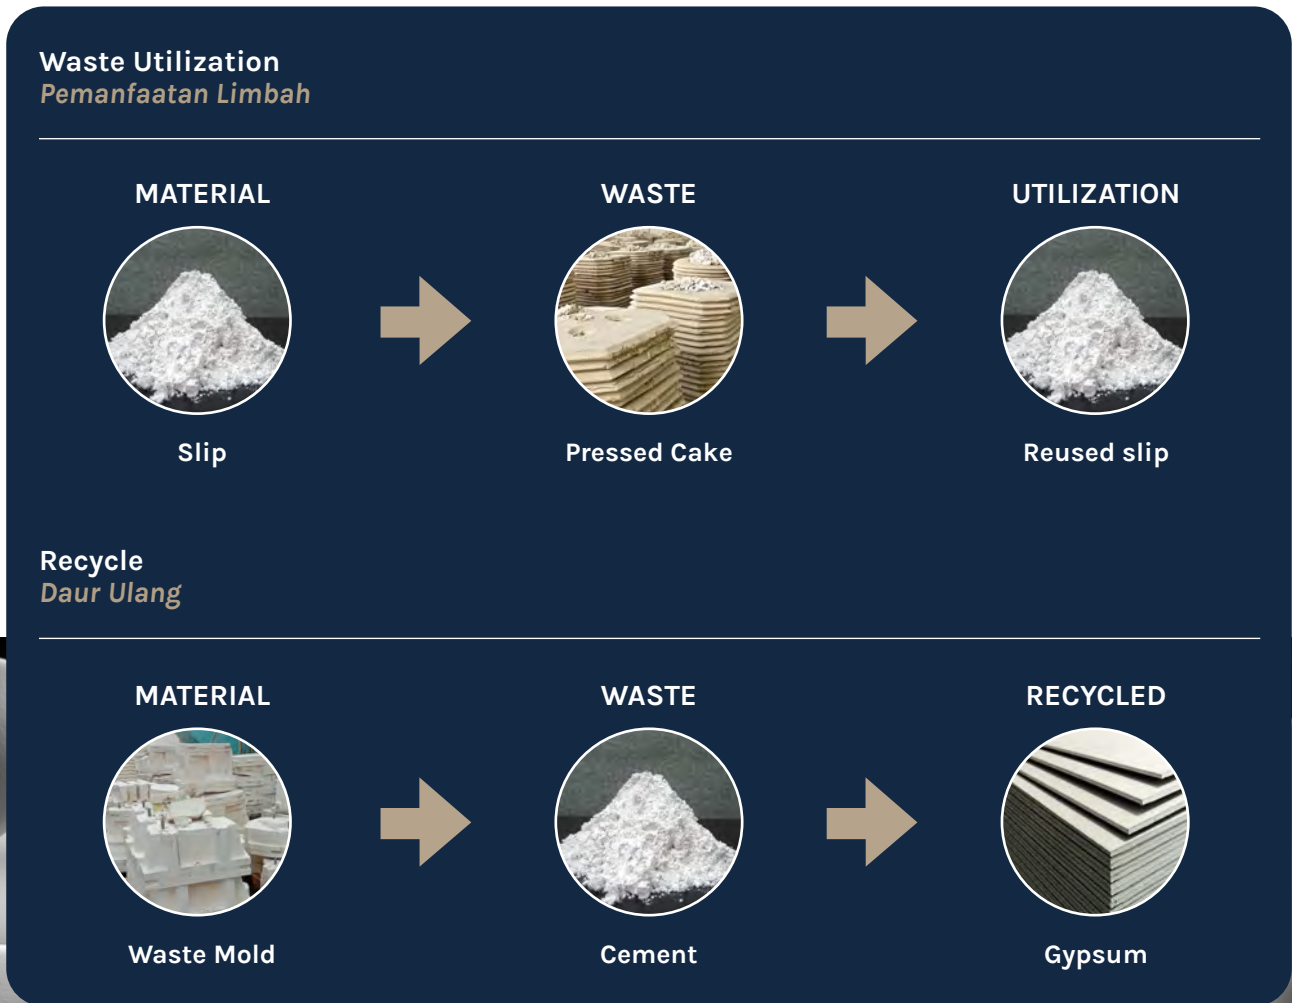 Waste Utilization
Pemanfaatan Limbah
MATERIAL
WASTE
UTILIZATION
Slip
Pressed Cake
Reused slip
Recycle
Daur Ulang
MATERIAL
WASTE
RECYCLED
Waste Mold
Cement
Gypsum